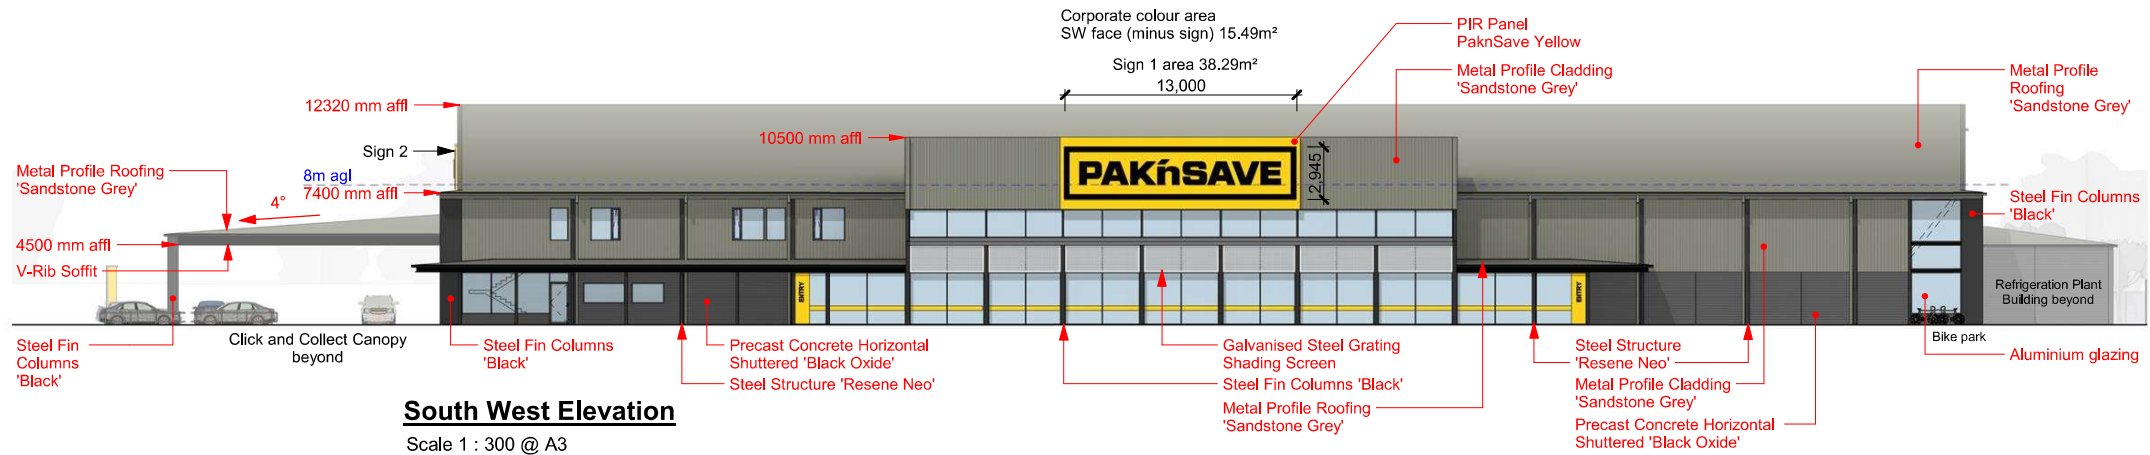 Corporate colour area
SW face (minus sign) 15.49m²
Sign 1 area 38.29m²
13,000
PIR Panel
PaknSave Yellow
Metal Profile Cladding
'Sandstone Grey'
Metal Profile
Roofing
'Sandstone Grey'
12320 mm affl
10500 mm affl
Sign 2
Metal Profile Roofing
'Sandstone Grey'
8m agl
7400 mm affl
4°
4500 mm affl
V-Rib Soffit
PAK'nSAVE
2,945
Steel Fin Columns
'Black'
ENTRY
ENTRY
Refrigeration Plant
Building beyond
Bike park
Click and Collect Canopy
beyond
Steel Fin
Columns
'Black'
Steel Fin Columns
'Black'
Precast Concrete Horizontal
Shuttered 'Black Oxide'
Steel Structure 'Resene Neo'
Galvanised Steel Grating
Shading Screen
Steel Fin Columns 'Black'
Metal Profile Roofing
'Sandstone Grey'
Steel Structure
'Resene Neo'
Metal Profile Cladding
'Sandstone Grey'
Precast Concrete Horizontal
Shuttered 'Black Oxide'
Aluminium glazing
South West Elevation
Scale 1 : 300 @ A3